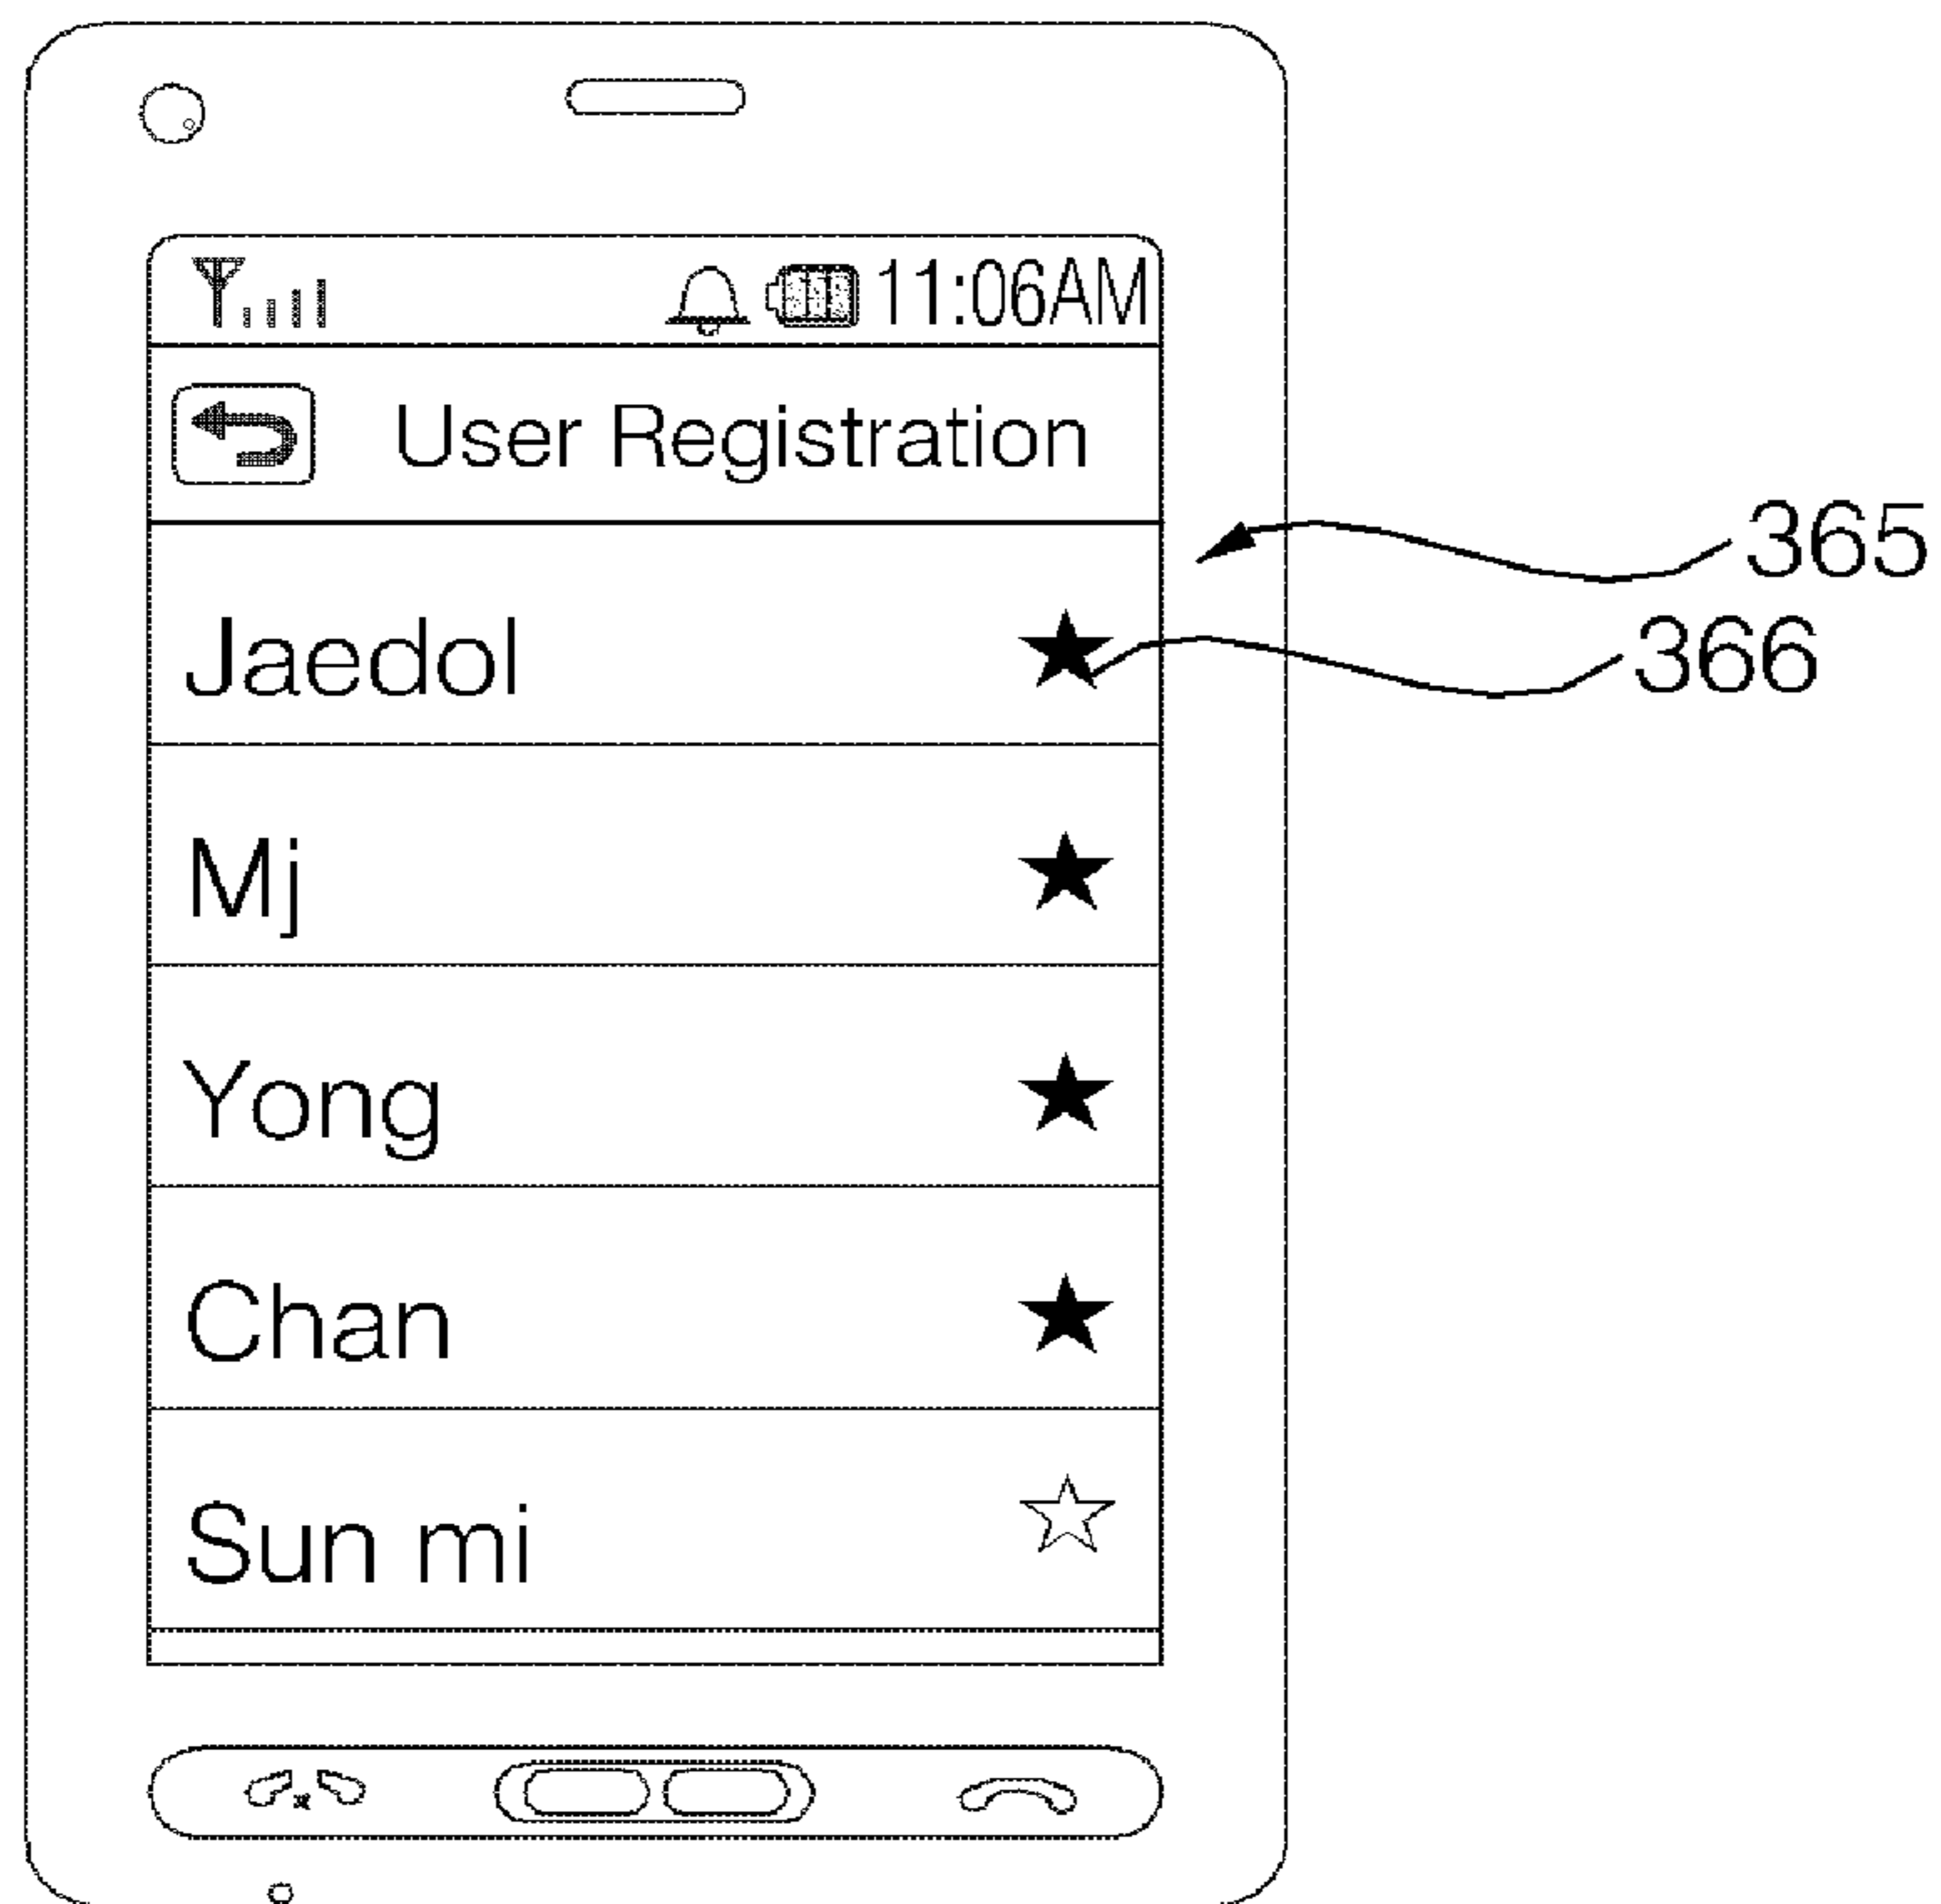 11:06AM
User Registration
365
Jaedol
366
Mj
Yong
Chan
Sun mi